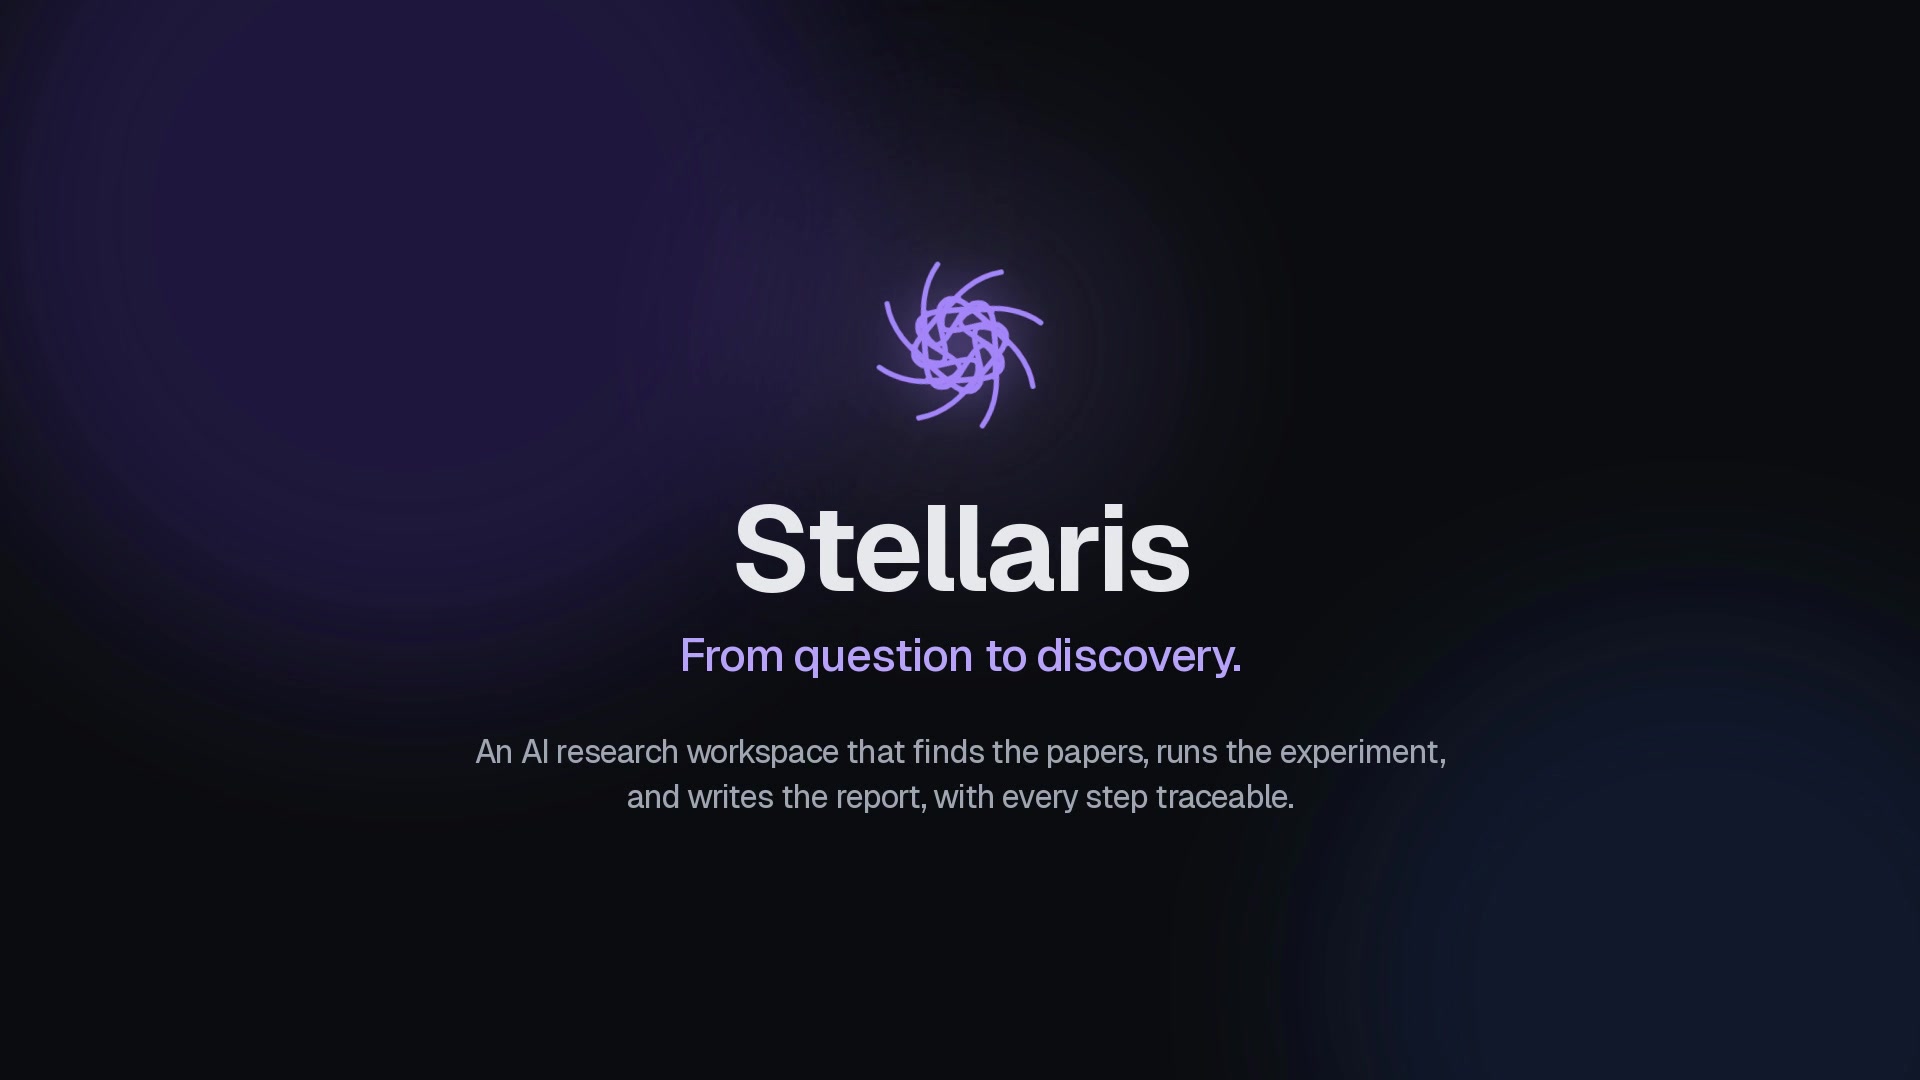 Stellaris
From question to discovery.
An AI research workspace that finds the papers, runs the experiment,
and writes the report, with every step traceable.